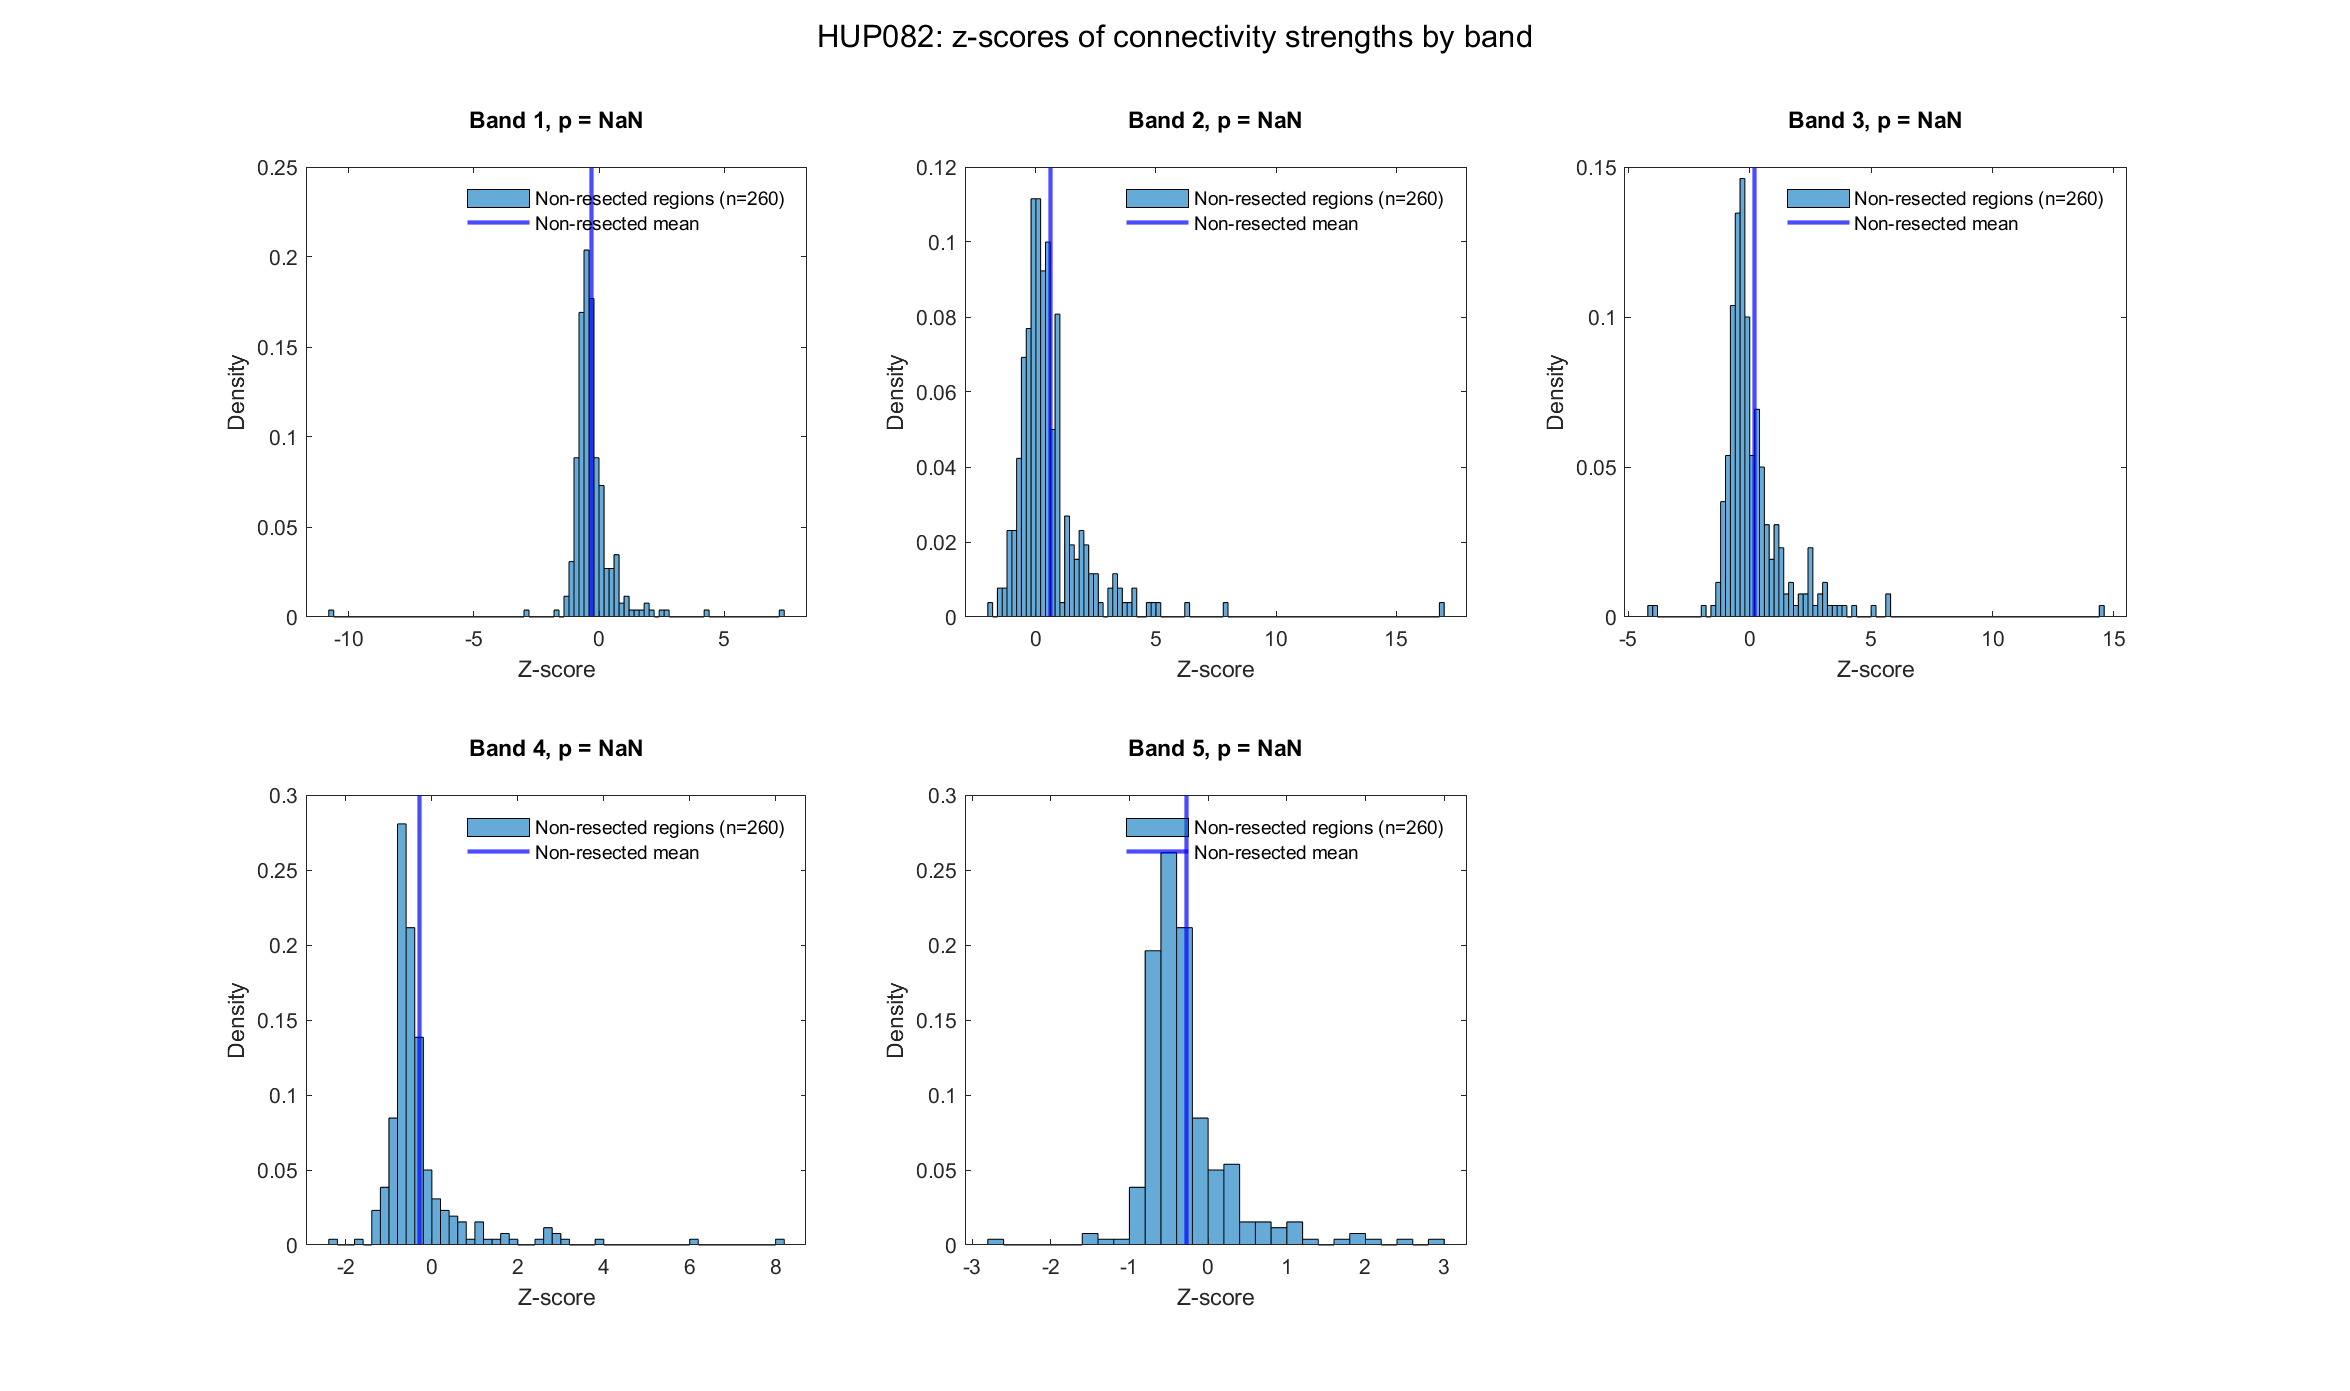 HUP082: z-scores of connectivity strengths by band
Band 1, p = NaN
0.25
0.2
0.15
0.1
0.05
0
Density
Non-resected regions (n=260)
Non-resected mean
-10 -5 0 5
Z-score
Band 2, p = NaN
0.12
0.1
0.08
0.06
0.04
0.02
0
Density
Non-resected regions (n=260)
Non-resected mean
0 5 10 15
Z-score
Band 3, p = NaN
0.15
0.1
0.05
0
Density
Non-resected regions (n=260)
Non-resected mean
-5 0 5 10 15
Z-score
Band 4, p = NaN
0.3
0.25
0.2
0.15
0.1
0.05
0
Density
Non-resected regions (n=260)
Non-resected mean
-2 0 2 4 6 8
Z-score
Band 5, p = NaN
0.3
0.25
0.2
0.15
0.1
0.05
0
Density
Non-resected regions (n=260)
Non-resected mean
-3 -2 -1 0 1 2 3
Z-score